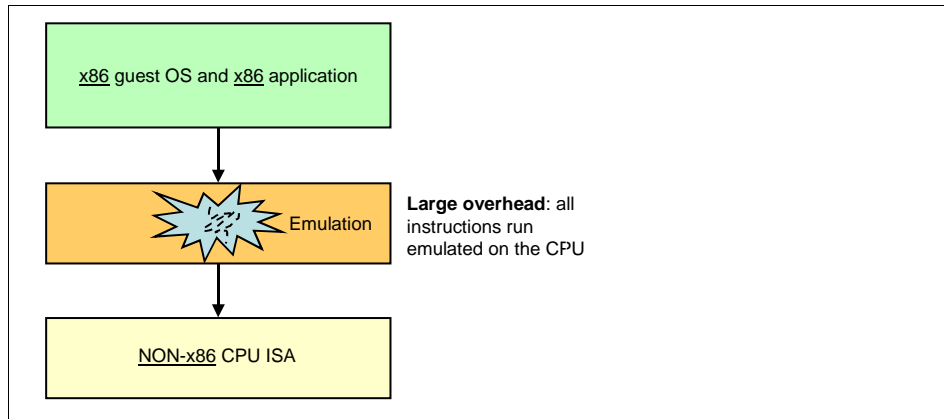 x86 guest OS and x86 application
Emulation
Large overhead: all
instructions run
emulated on the CPU
NON-x86 CPU ISA